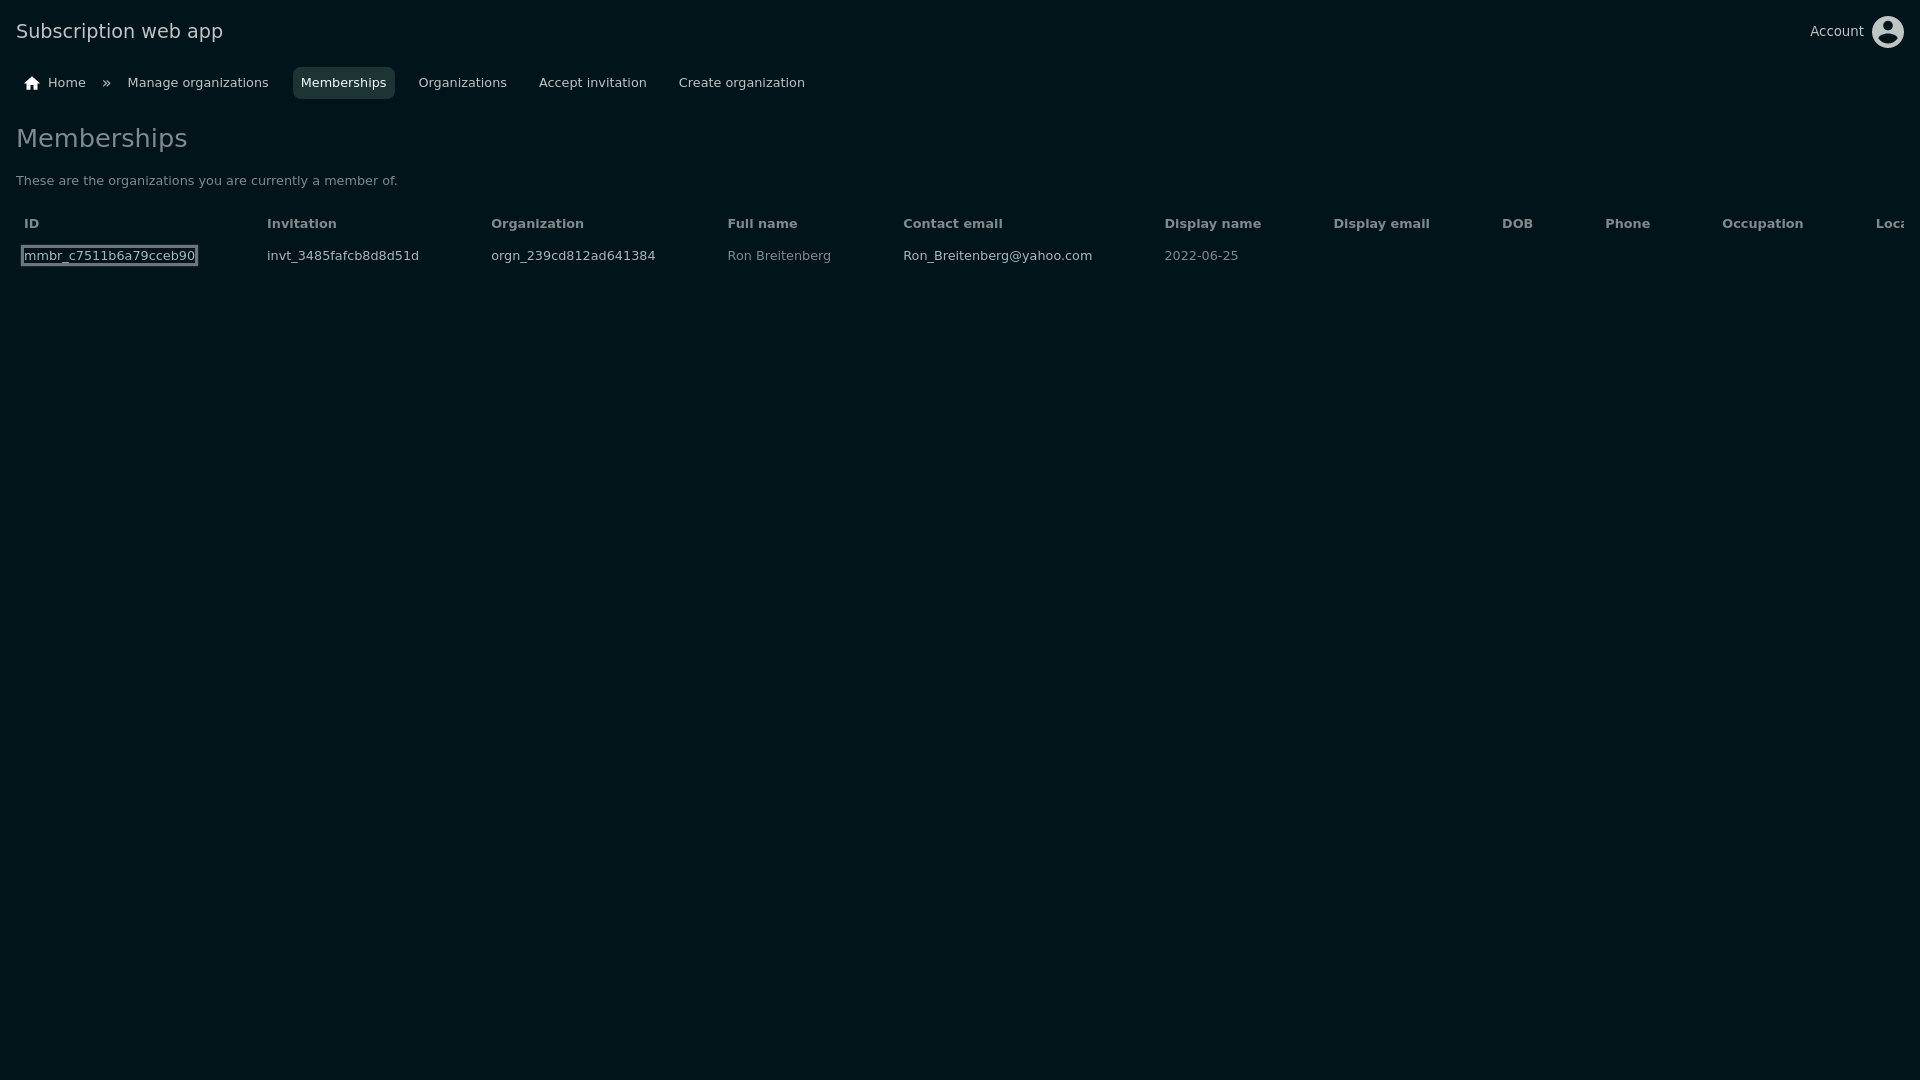 Subscription web app
Account
Home » Manage organizations Memberships Organizations Accept invitation Create organization
Memberships
These are the organizations you are currently a member of.
ID Invitation Organization Full name Contact email Display name Display email DOB Phone Occupation Loca
mmbr_c7511b6a79cceb90 invt_3485fafcb8d8d51d orgn_239cd812ad641384 Ron Breitenberg Ron_Breitenberg@yahoo.com 2022-06-25